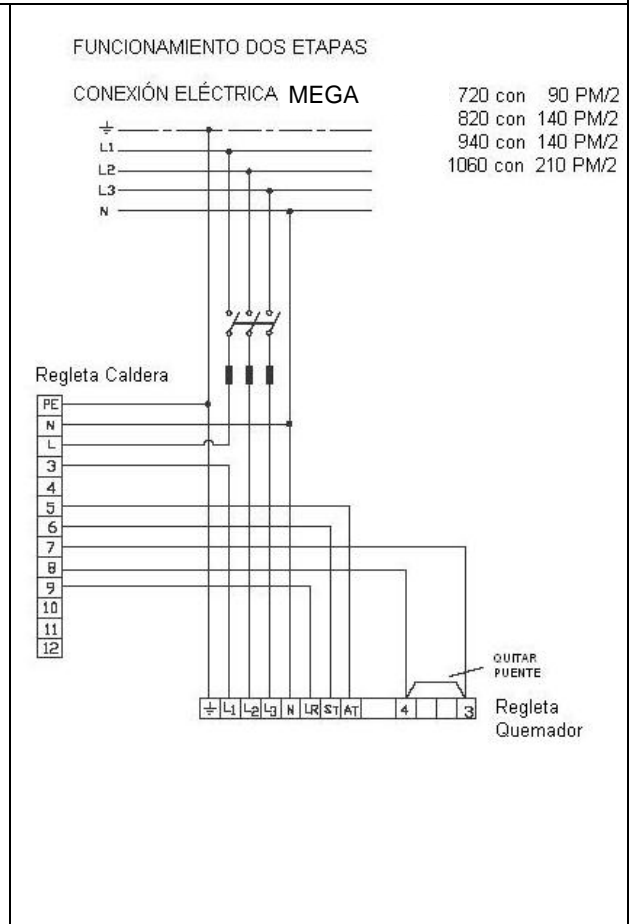 FUNCIONAMIENTO DOS ETAPAS
CONEXIÓN ELÉCTRICA MEGA
720 con 90 PM/2
820 con 140 PM/2
940 con 140 PM/2
1060 con 210 PM/2
L1
L2
L3
N
Regleta Caldera
PE
N
L
3
4
5
6
7
8
9
10
11
12
QUITAR
PUENTE
L1 L2 L3 N LR ST AT 4 3
Regleta
Quemador